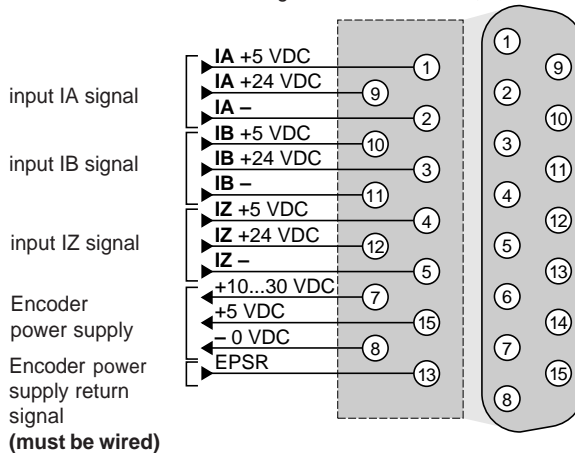 IA +5 VDC 1
input IA signal
IA +24 VDC 9
IA – 2
IB +5 VDC 10
input IB signal
IB +24 VDC 3
IB – 11
IZ +5 VDC 4
input IZ signal
IZ +24 VDC 12
IZ – 5
Encoder
power supply
+10...30 VDC 7
+5 VDC 15
– 0 VDC 8
Encoder power
supply return
signal
(must be wired)
EPSR 13
1
9
2
10
3
11
4
12
5
13
6
14
7
15
8